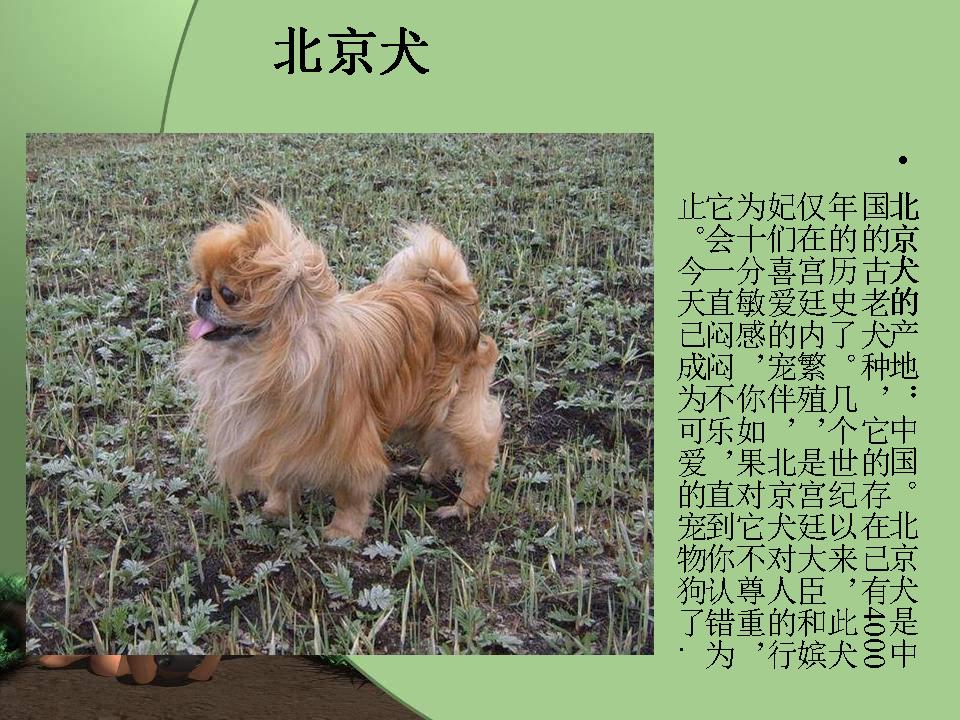 北京犬
• 北京犬的产地：中国。北京犬是中
国的古老犬种，它的存在已有4000
年的历史了。几个世纪以来，此犬
仅在宫廷内繁殖，是宫廷大臣和嫔
妃们喜爱的宠伴，北京犬对人的行
为十分敏感，你如果对它不尊重，
它会一直闷闷不乐，直到你认错为
止。今天已成为可爱的宠物狗了.